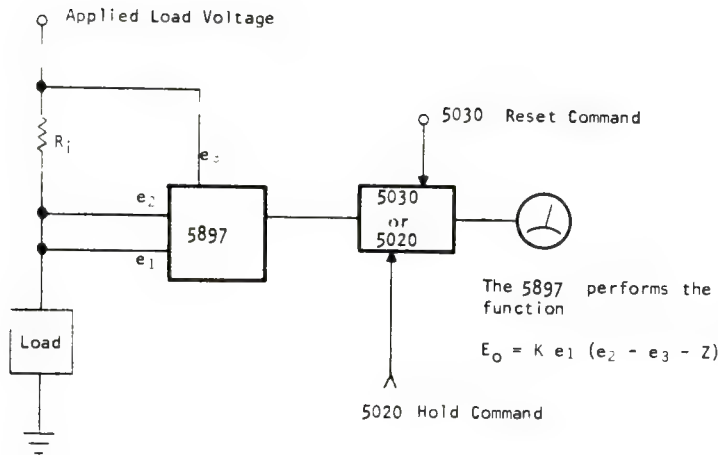 Applied Load Voltage
5030 Reset Command
Ri
e3
e2
5897
e1
5030
or
5020
The 5897 performs the
function
Load
Eo = K e1 (e2 - e3 - Z)
5020 Hold Command